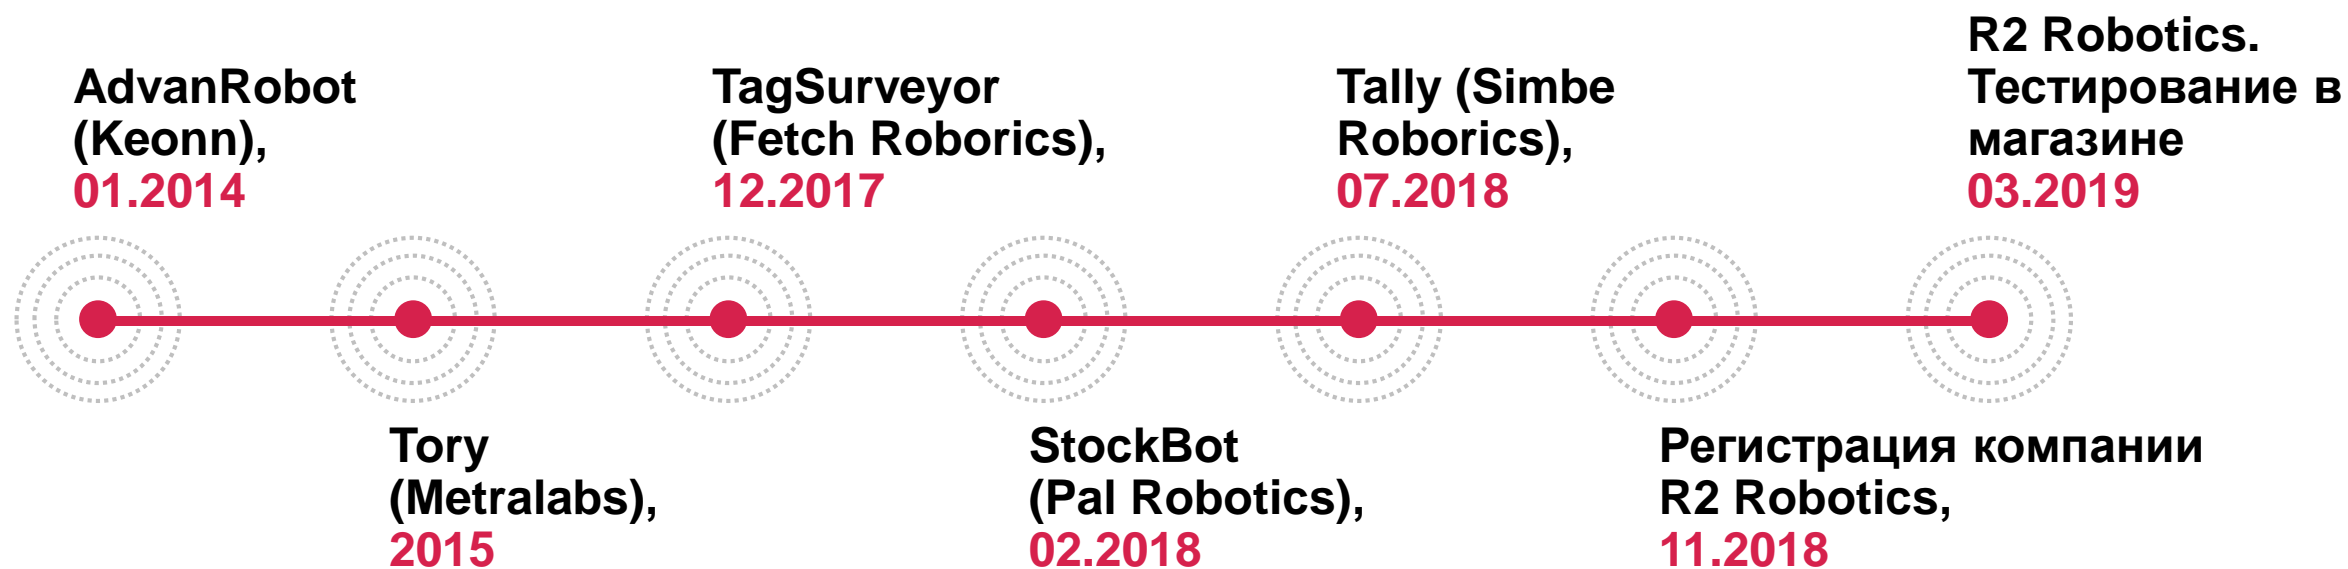 AdvanRobot
(Keonn),
01.2014
Tory
(Metralabs),
2015
TagSurveyor
(Fetch Roborics),
12.2017
StockBot
(Pal Robotics),
02.2018
Tally (Simbe
Roborics),
07.2018
Регистрация компании
R2 Robotics,
11.2018
R2 Robotics.
Тестирование в
магазине
03.2019